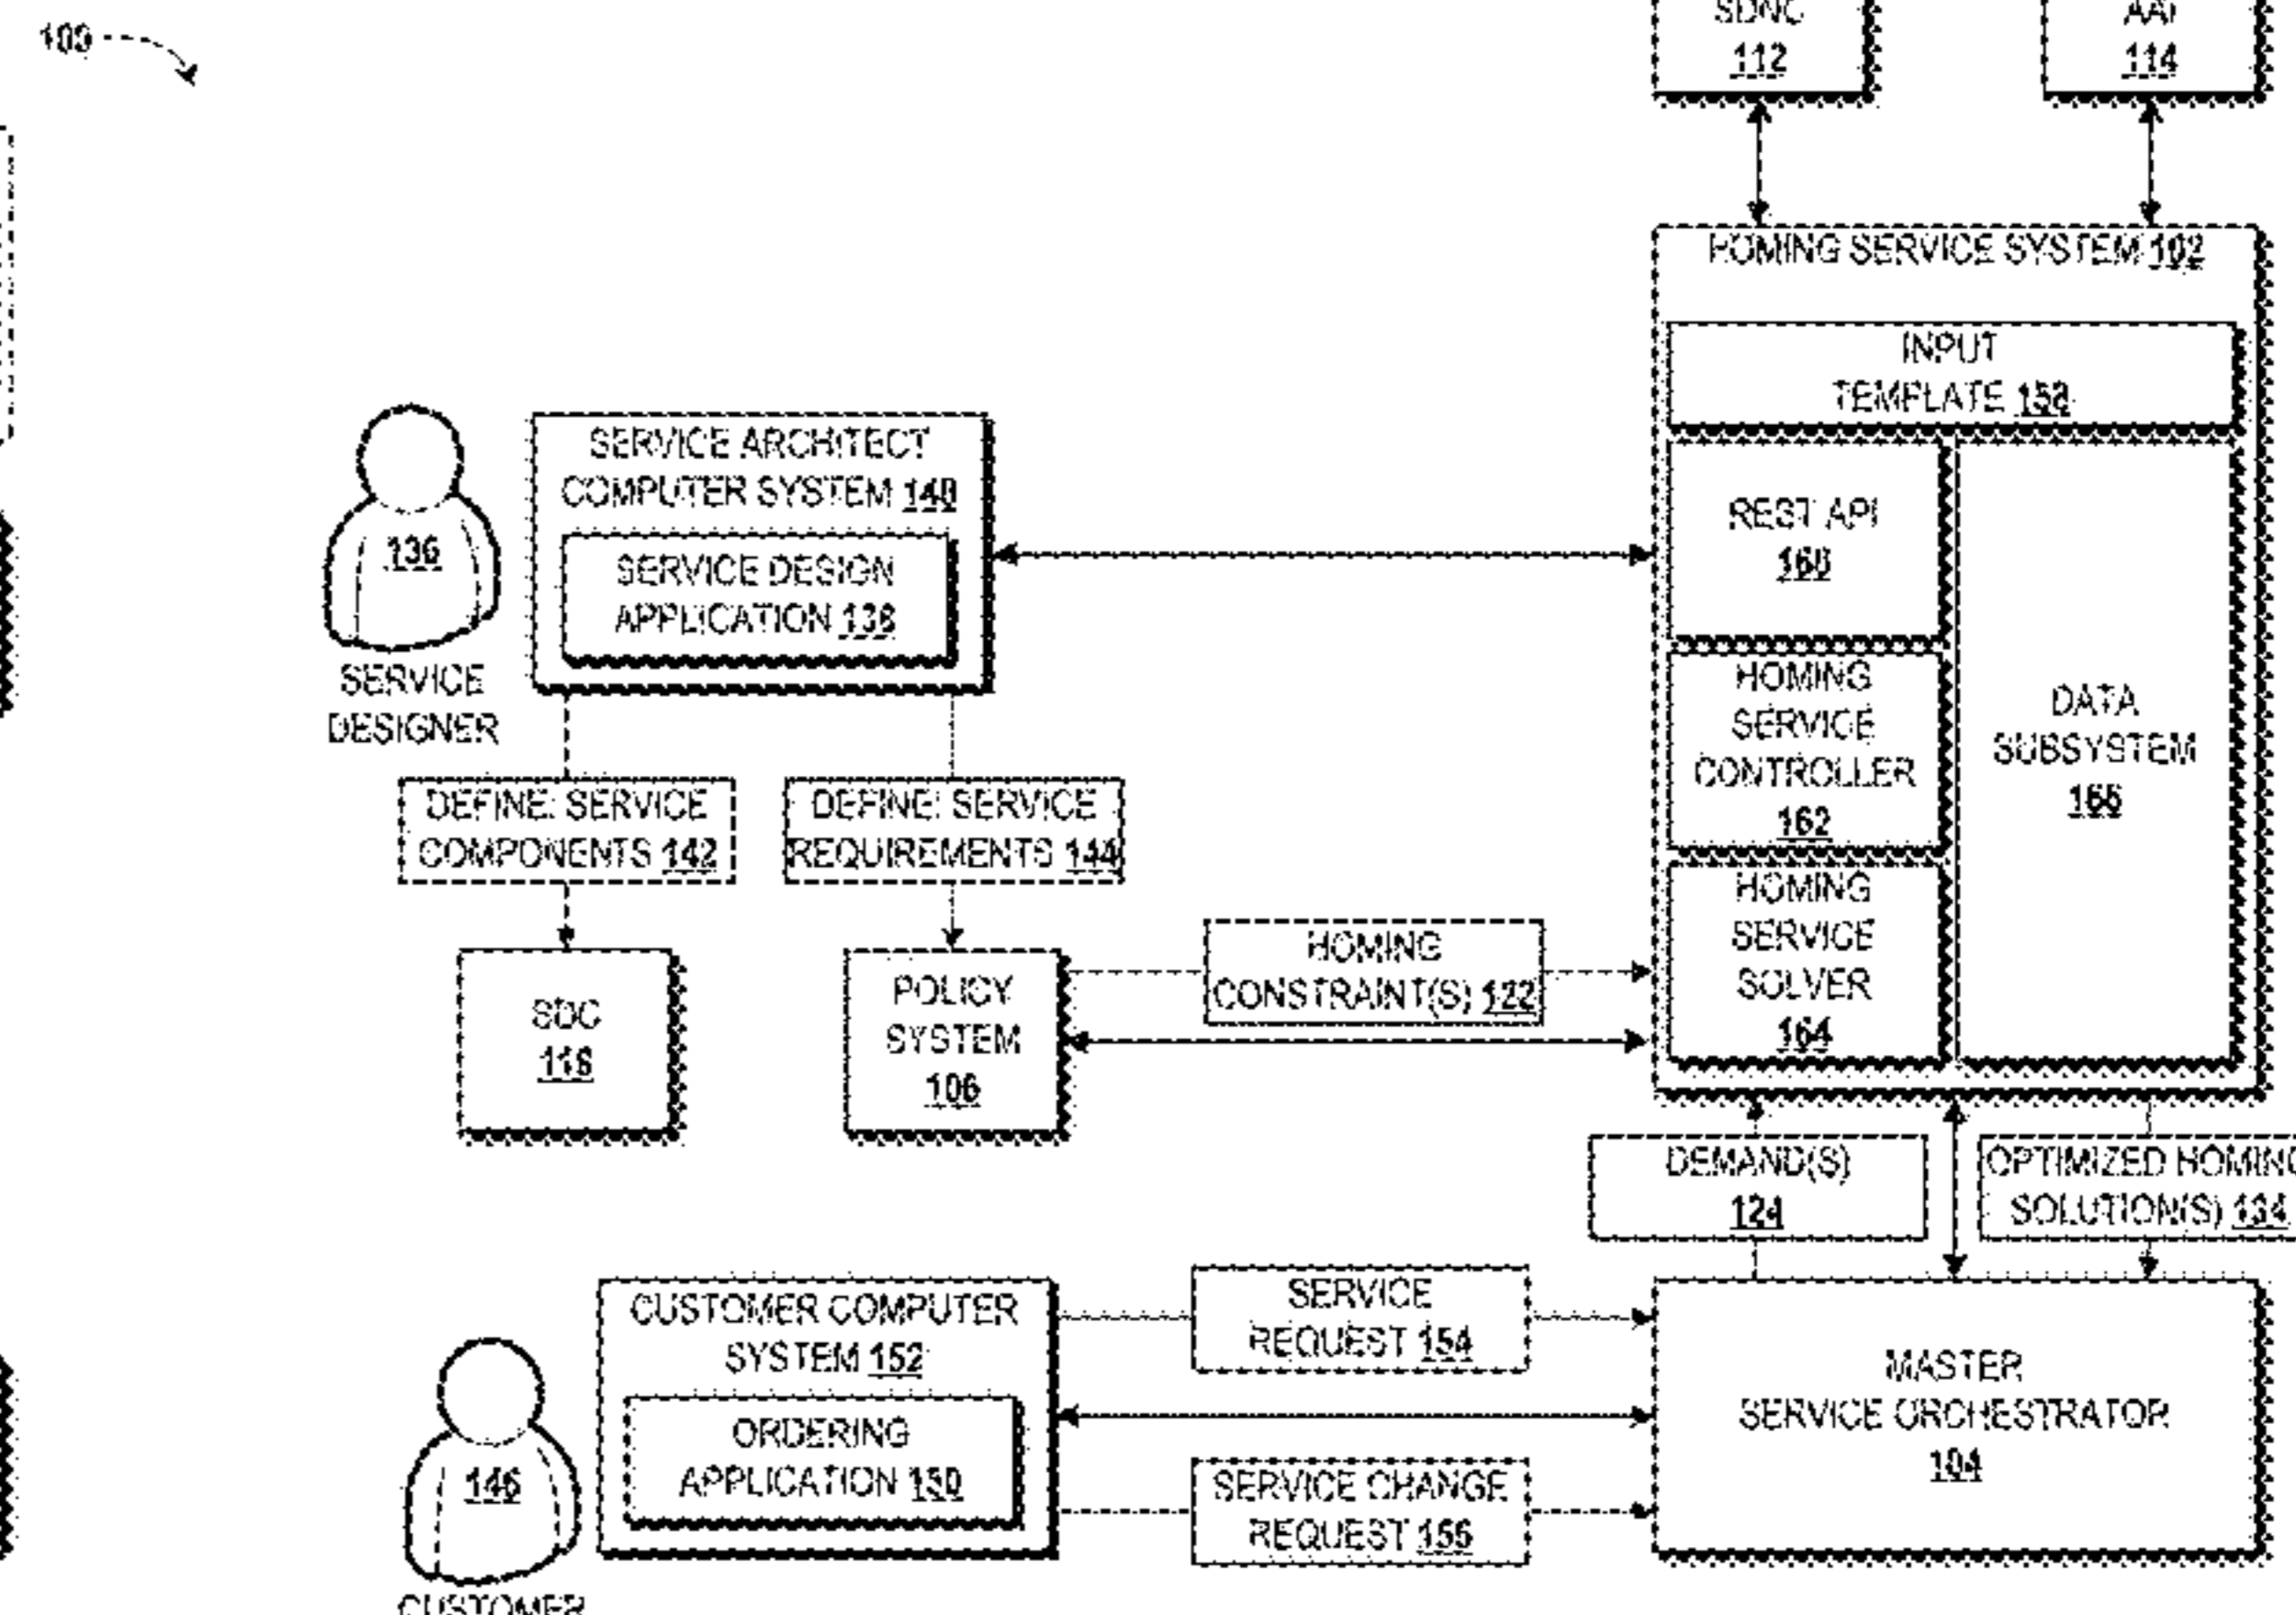 100
SDNC
112
AAI
114
HOMING SERVICE SYSTEM 102
INPUT
TEMPLATE 158
REST API
160
HOMING
SERVICE
CONTROLLER
162
HOMING
SERVICE
SOLVER
164
DATA
SUBSYSTEM
166
136
SERVICE
DESIGNER
SERVICE ARCHITECT
COMPUTER SYSTEM 140
SERVICE DESIGN
APPLICATION 138
DEFINE: SERVICE
COMPONENTS 142
DEFINE: SERVICE
REQUIREMENTS 144
SDC
118
POLICY
SYSTEM
106
HOMING
CONSTRAINT(S) 122
DEMAND(S)
124
OPTIMIZED HOMING
SOLUTION(S) 134
146
CUSTOMER
CUSTOMER COMPUTER
SYSTEM 152
ORDERING
APPLICATION 150
SERVICE
REQUEST 154
SERVICE CHANGE
REQUEST 156
MASTER
SERVICE ORCHESTRATOR
104